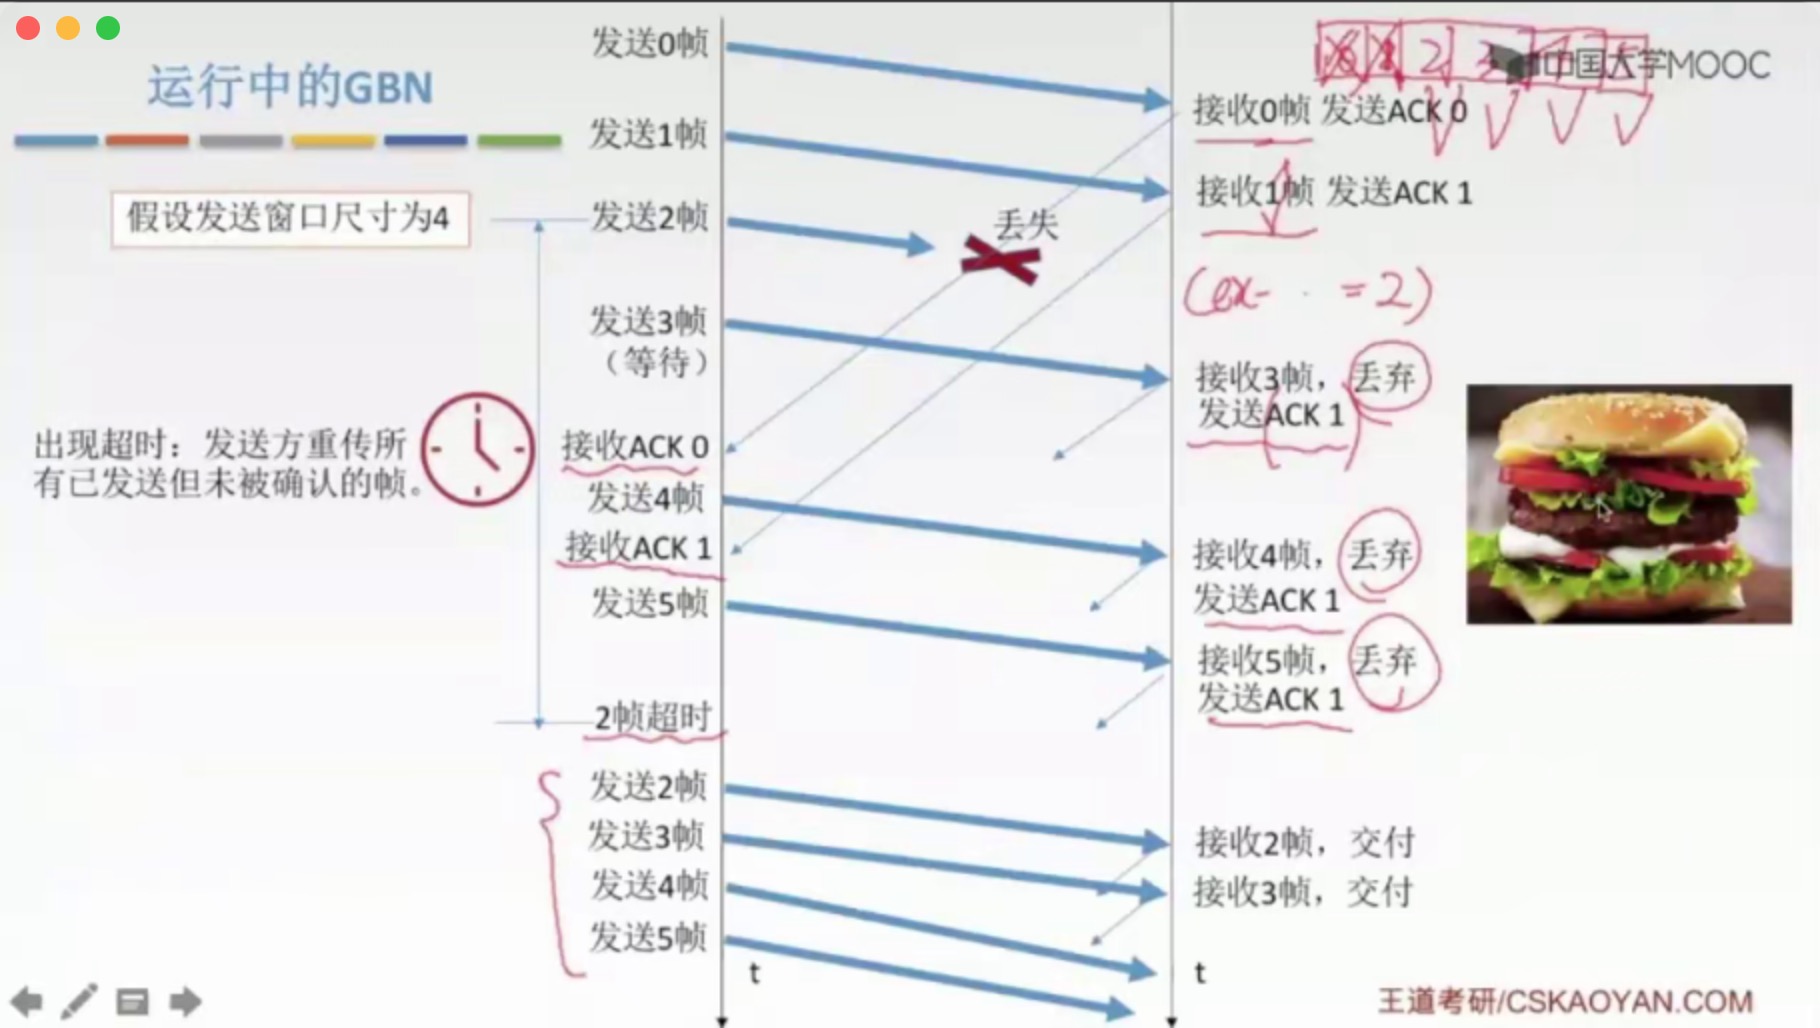 运行中的GBN
假设发送窗口尺寸为4
出现超时：发送方重传所
有已发送但未被确认的帧。
发送0帧
发送1帧
发送2帧
发送3帧
（等待）
接收ACK 0
发送4帧
接收ACK 1
发送5帧
2帧超时
发送2帧
发送3帧
发送4帧
发送5帧
t
丢失
中国大学MOOC
2 3
接收0帧 发送ACK 0
接收1帧 发送ACK 1
(ex- · =2)
接收3帧，丢弃
发送ACK 1
接收4帧，丢弃
发送ACK 1
接收5帧，丢弃
发送ACK 1
接收2帧，交付
接收3帧，交付
t
王道考研/CSKAOYAN.COM